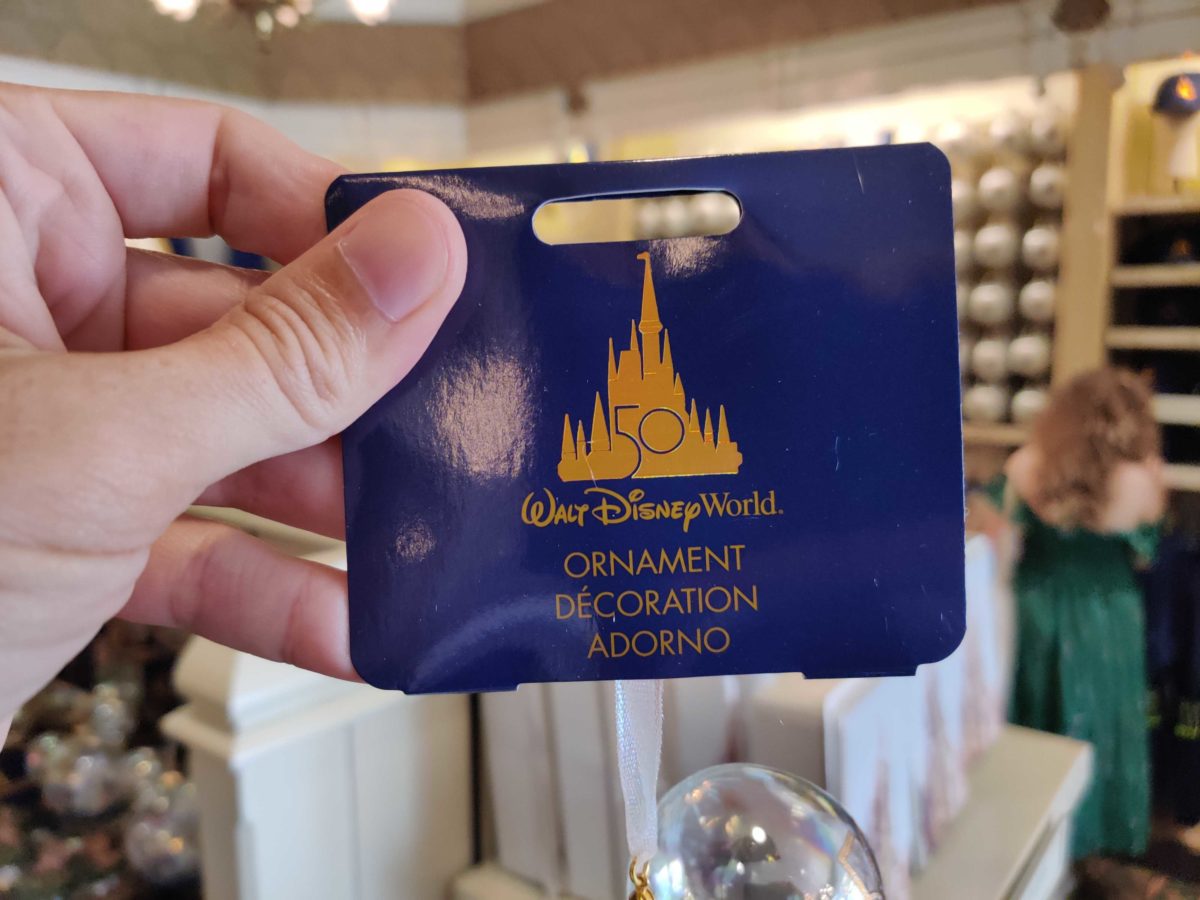 50
Walt Disney World.
ORNAMENT
DÉCORATION
ADORNO